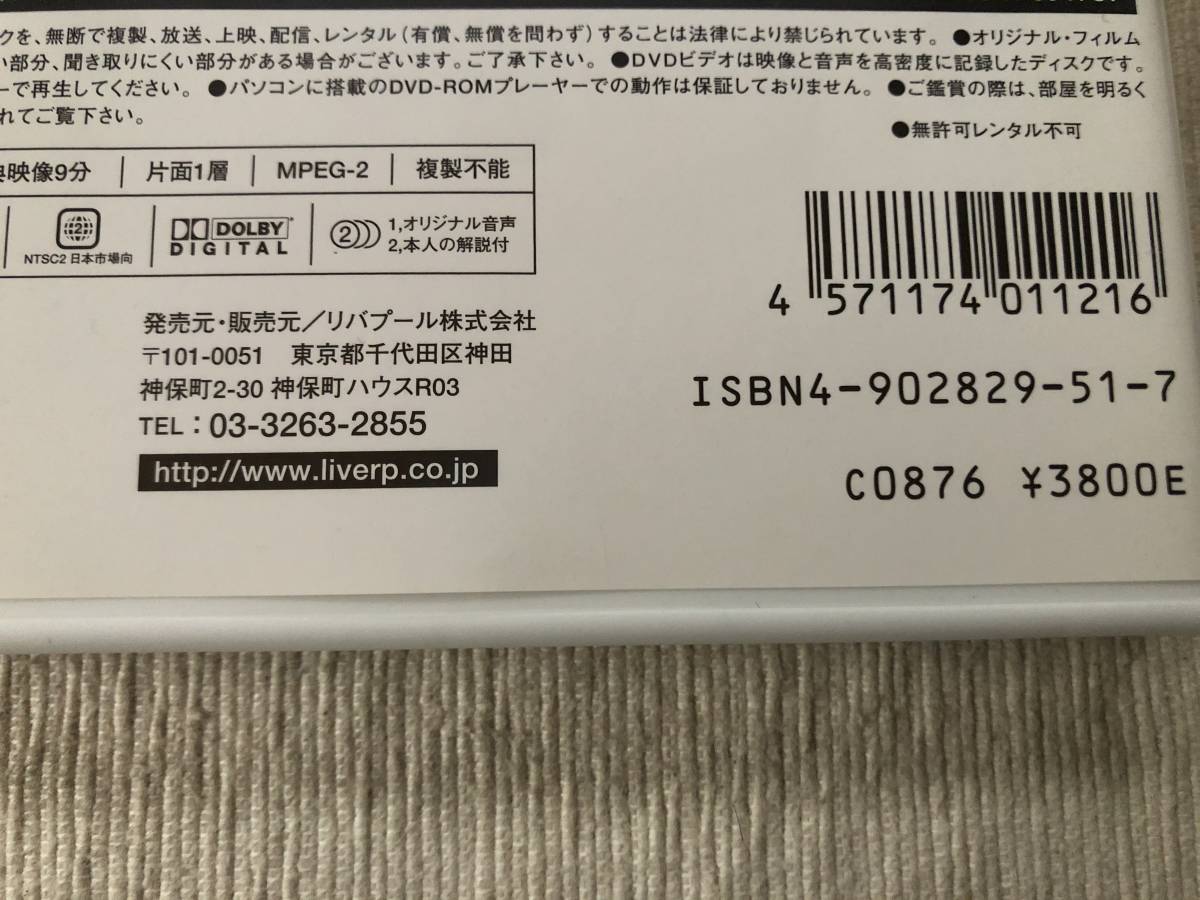 クを、無断で複製、放送、上映、配信、レンタル(有償、無償を問わず)することは法律により禁じられています。 ●オリジナル・フィルム
い部分、聞き取りにくい部分がある場合がございます。ご了承下さい。 ●DVDビデオは映像と音声を高密度に記録したディスクです。
ーで再生してください。 ●パソコンに搭載のDVD-ROMプレーヤーでの動作は保証しておりません。 ●ご鑑賞の際は、部屋を明るく
れてご覧下さい。
●無許可レンタル不可
映像9分 片面1層 MPEG-2 複製不能
2
NTSC2 日本市場向
DOLBY
DIGITAL
2
1,オリジナル音声
2,本人の解説付
4 571174 011216
発売元・販売元/リバプール株式会社
〒101-0051 東京都千代田区神田
神保町2-30 神保町ハウスR03
TEL : 03-3263-2855
http://www.liverp.co.jp
ISBN4-902829-51-7
C0876 ¥3800E